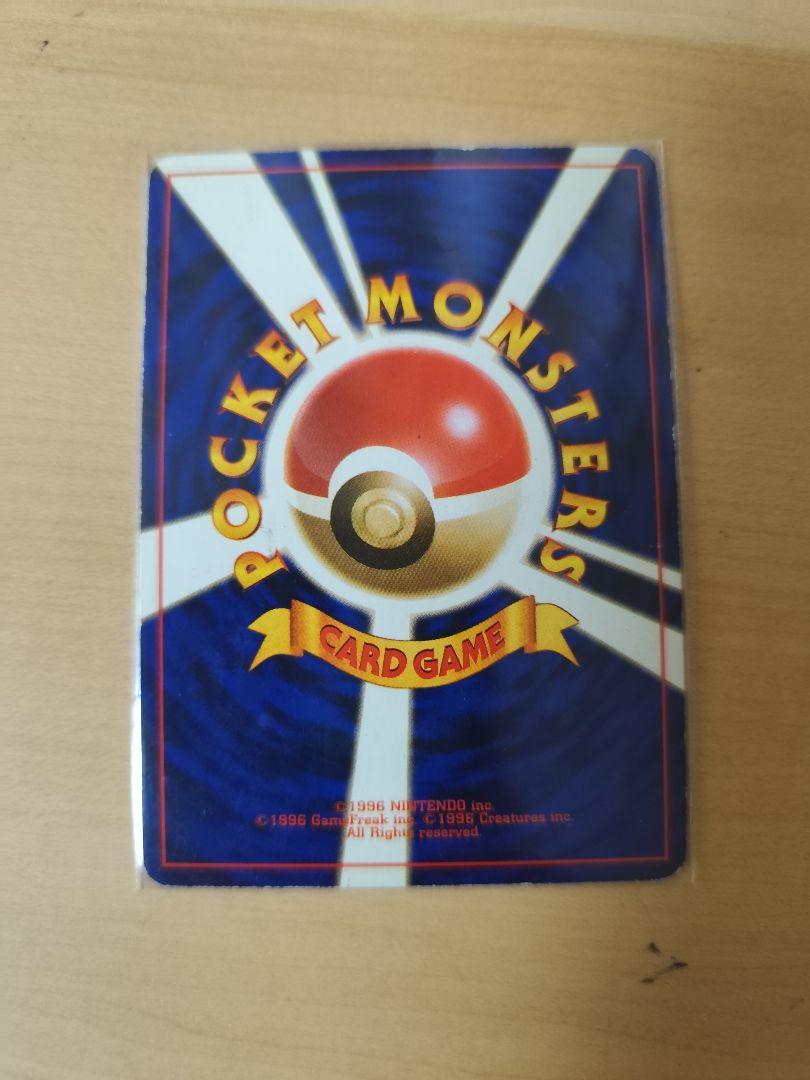 POCKET MONSTERS
CARD GAME
©1996 NINTENDO inc.
©1996 GameFreak inc. ©1996 Creatures inc.
All Rights reserved.